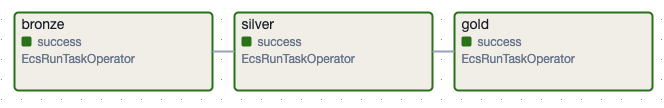 bronze
success
EcsRunTaskOperator
silver
success
EcsRunTaskOperator
gold
success
EcsRunTaskOperator